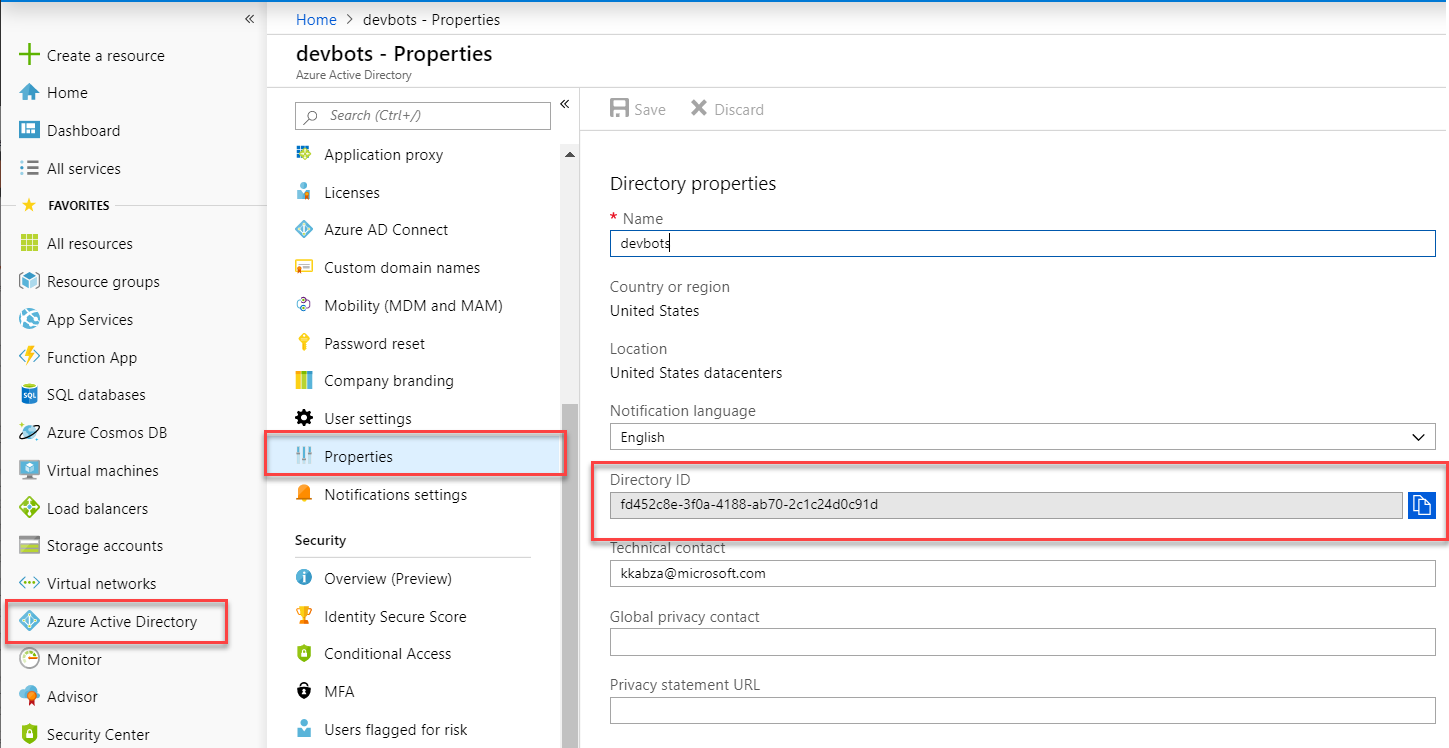 «
Create a resource
Home
Dashboard
All services
FAVORITES
All resources
Resource groups
App Services
Function App
SQL databases
Azure Cosmos DB
Virtual machines
Load balancers
Storage accounts
Virtual networks
Azure Active Directory
Monitor
Advisor
Security Center
Home > devbots - Properties
devbots - Properties
Azure Active Directory
Search (Ctrl+/)
«
Application proxy
Licenses
Azure AD Connect
Custom domain names
Mobility (MDM and MAM)
Password reset
Company branding
User settings
Properties
Notifications settings
Security
Overview (Preview)
Identity Secure Score
Conditional Access
MFA
Users flagged for risk
Save Discard
Directory properties
* Name
devbots
Country or region
United States
Location
United States datacenters
Notification language
English
Directory ID
fd452c8e-3f0a-4188-ab70-2c1c24d0c91d
Technical contact
kkabza@microsoft.com
Global privacy contact
Privacy statement URL